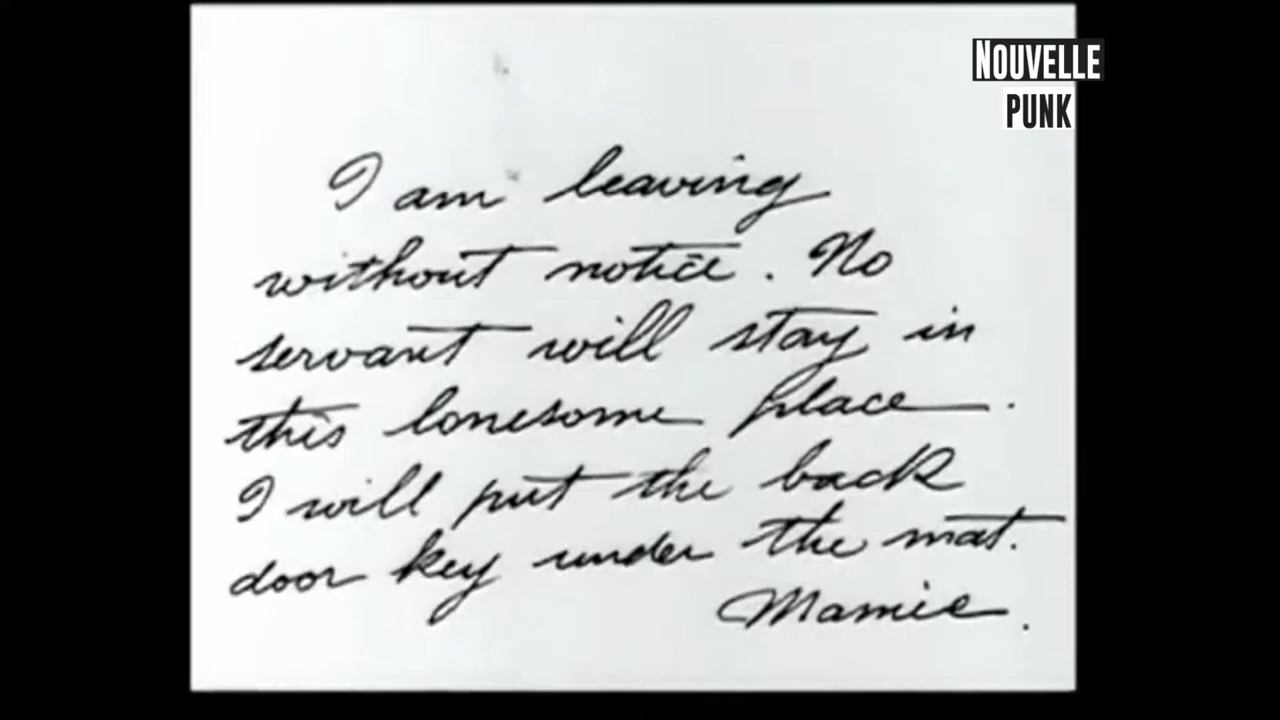 NOUVELLE
PUNK
I am leaving
without notice. No
servant will stay in
this lonesome place.
I will put the back
door key under the mat.
Mamie.